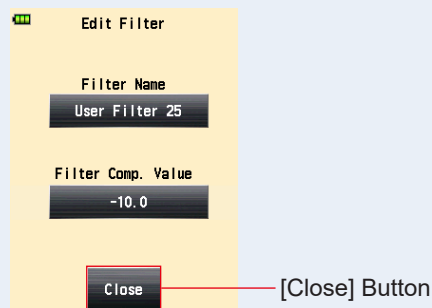 Edit Filter
Filter Name
User Filter 25
Filter Comp. Value
-10.0
Close
[Close] Button